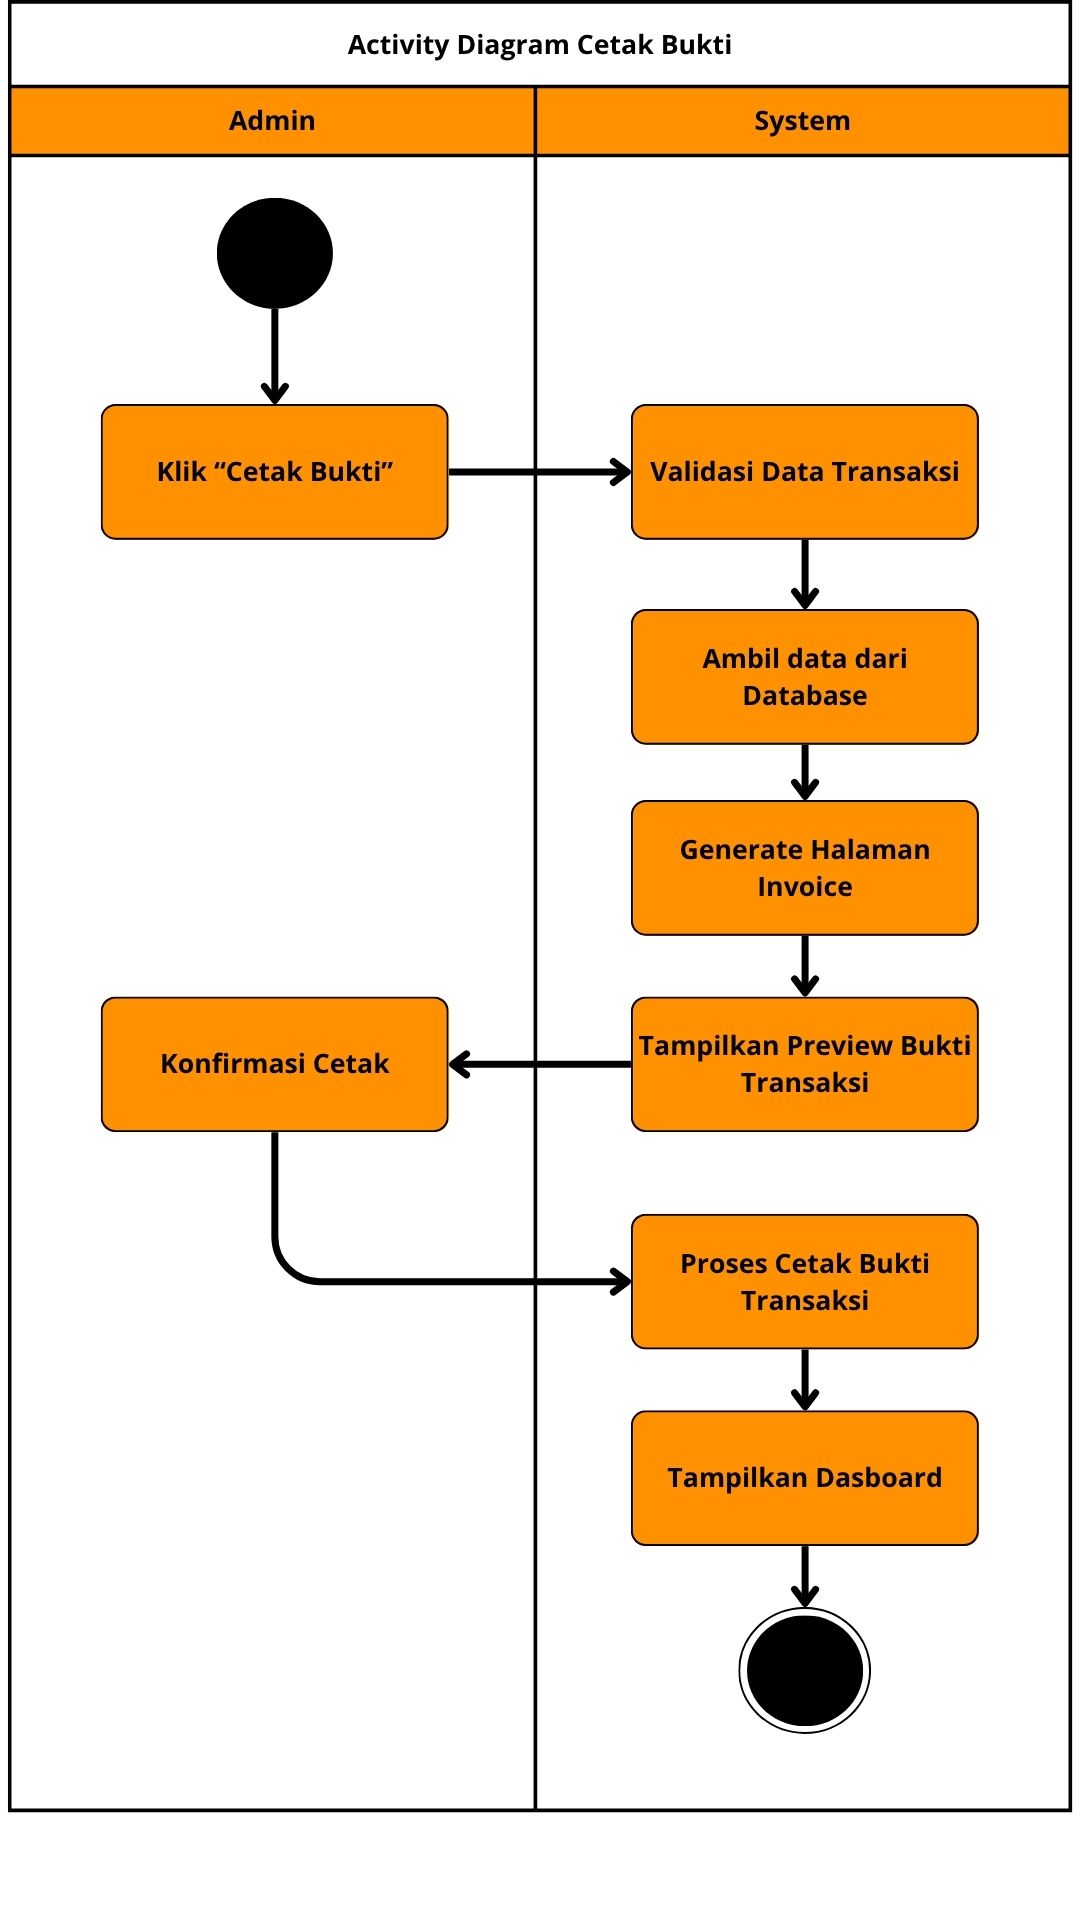 Activity Diagram Cetak Bukti
Admin
System
Klik “Cetak Bukti”
Validasi Data Transaksi
Ambil data dari
Database
Generate Halaman
Invoice
Tampilkan Preview Bukti
Transaksi
Konfirmasi Cetak
Proses Cetak Bukti
Transaksi
Tampilkan Dasboard